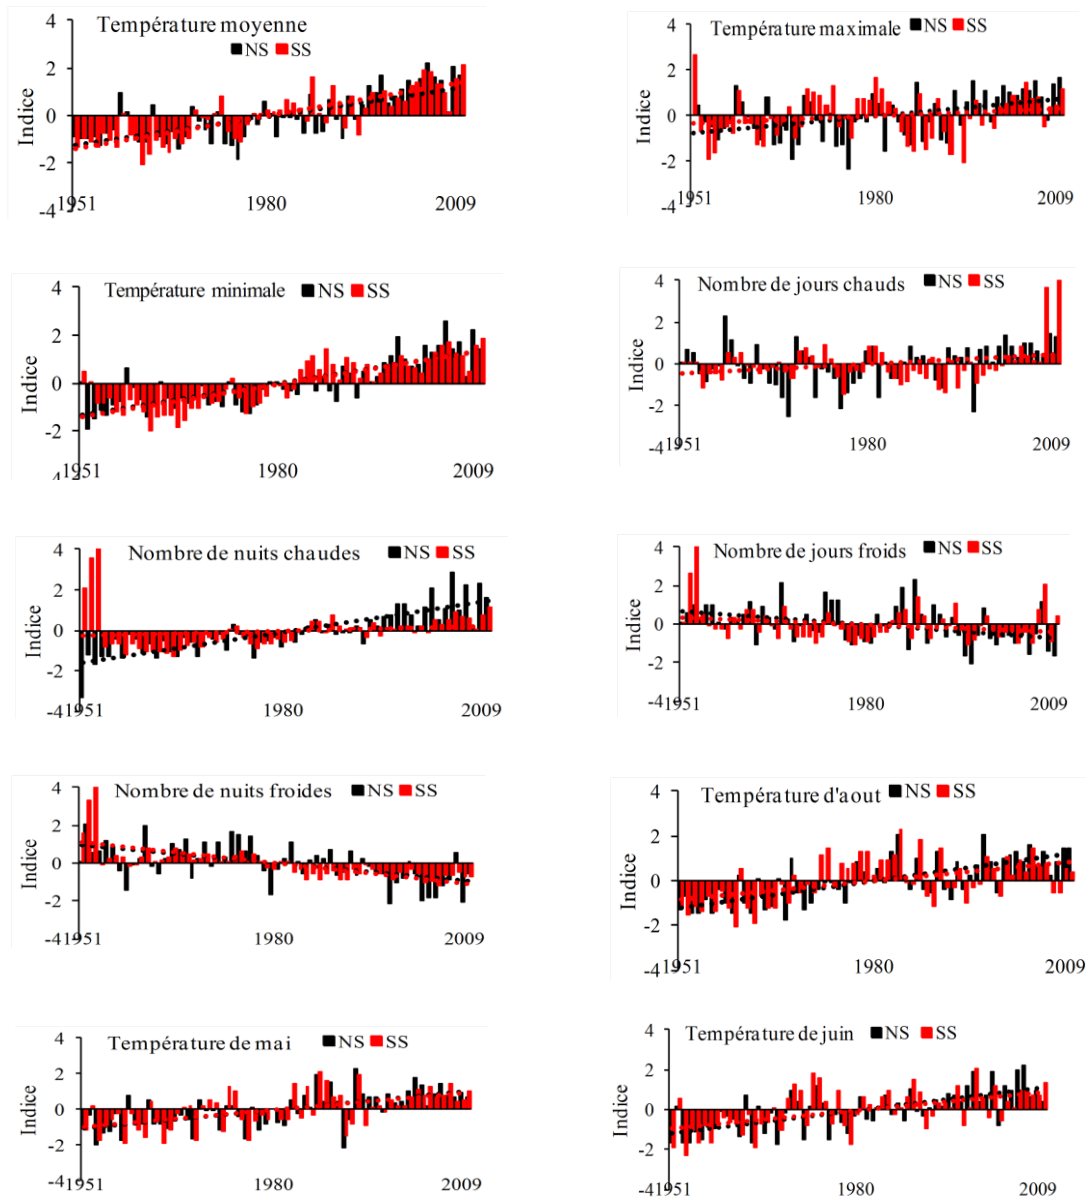 Température moyenne
NS SS
4
2
0
-2
-4
Indice
1951 1980 2009
Température maximale NS SS
4
2
0
-2
-4
Indice
1951 1980 2009
Température minimale NS SS
4
2
0
-2
Indice
1951 1980 2009
Nombre de jours chauds NS SS
4
2
0
-2
-4
Indice
1951 1980 2009
Nombre de nuits chaudes NS SS
4
2
0
-2
-4
Indice
1951 1980 2009
Nombre de jours froids NS SS
4
2
0
-2
-4
Indice
1951 1980 2009
Nombre de nuits froides NS SS
4
2
0
-2
-4
Indice
1951 1980 2009
Température d'aout NS SS
4
2
0
-2
-4
Indice
1951 1980 2009
Température de mai NS SS
4
2
0
-2
-4
Indice
1951 1980 2009
Température de juin NS SS
4
2
0
-2
-4
Indice
1951 1980 2009